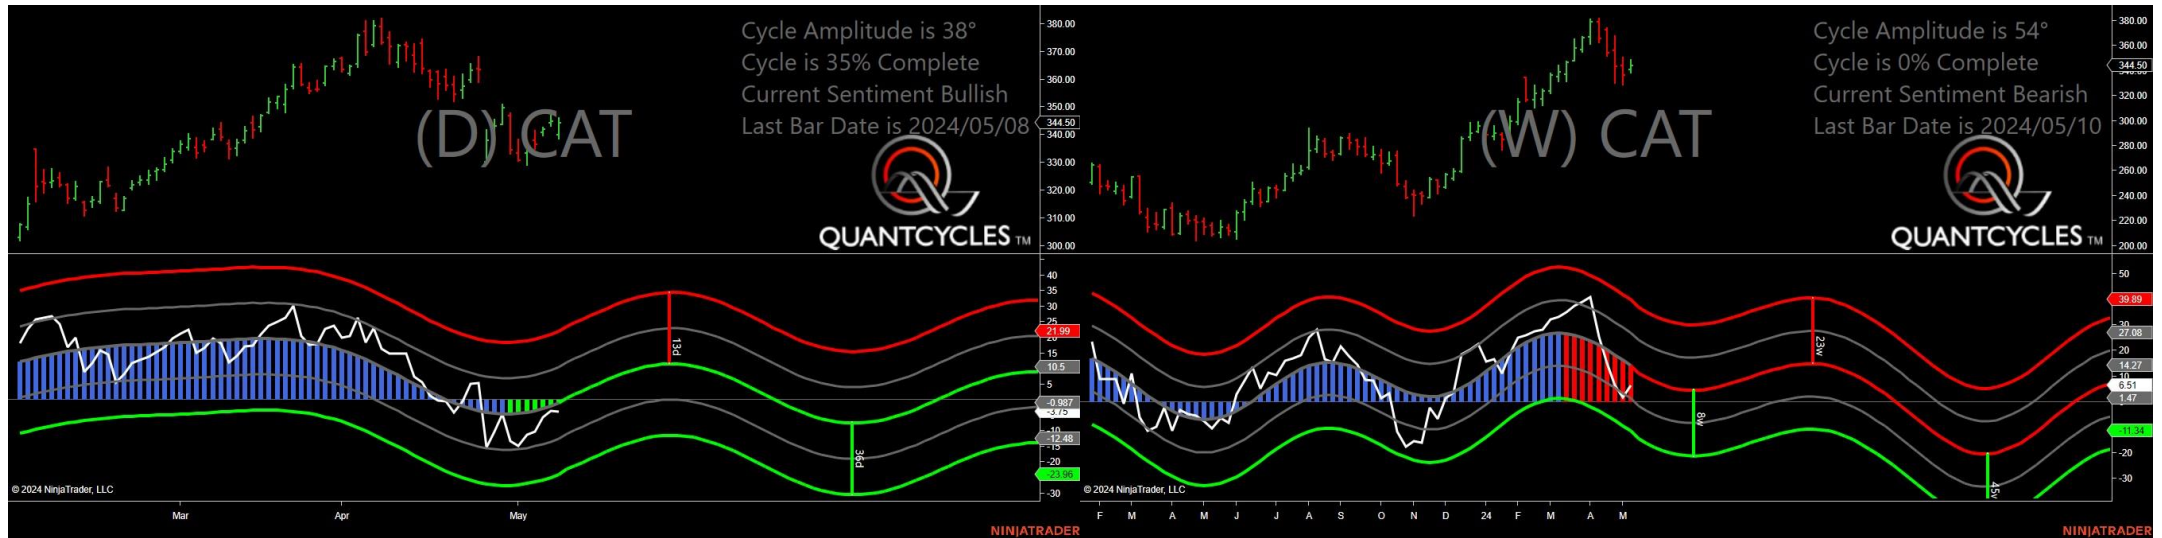 Cycle Amplitude is 38°
Cycle is 35% Complete
Current Sentiment Bullish
Last Bar Date is 2024/05/08
(D) CAT
QUANTCYCLES TM
380.00
370.00
360.00
350.00
344.50
340.00
330.00
320.00
310.00
300.00
40
35
30
25
21.99
20
15
10.5
5
-0.987
-3.75
-10
-12.48
-15
-20
-23.96
-30
13d
36d
© 2024 NinjaTrader, LLC
Mar
Apr
May
NINJATRADER
Cycle Amplitude is 54°
Cycle is 0% Complete
Current Sentiment Bearish
Last Bar Date is 2024/05/10
(W) CAT
QUANTCYCLES TM
380.00
360.00
344.50
320.00
300.00
280.00
260.00
240.00
220.00
200.00
50
39.89
30
27.08
20
14.27
10
6.51
1.47
-11.34
-20
-30
23w
8w
© 2024 NinjaTrader, LLC
F
M
A
M
J
J
A
S
O
N
D
24
F
M
A
M
NINJATRADER